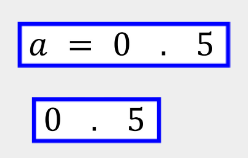 a = 0 . 5
0 . 5